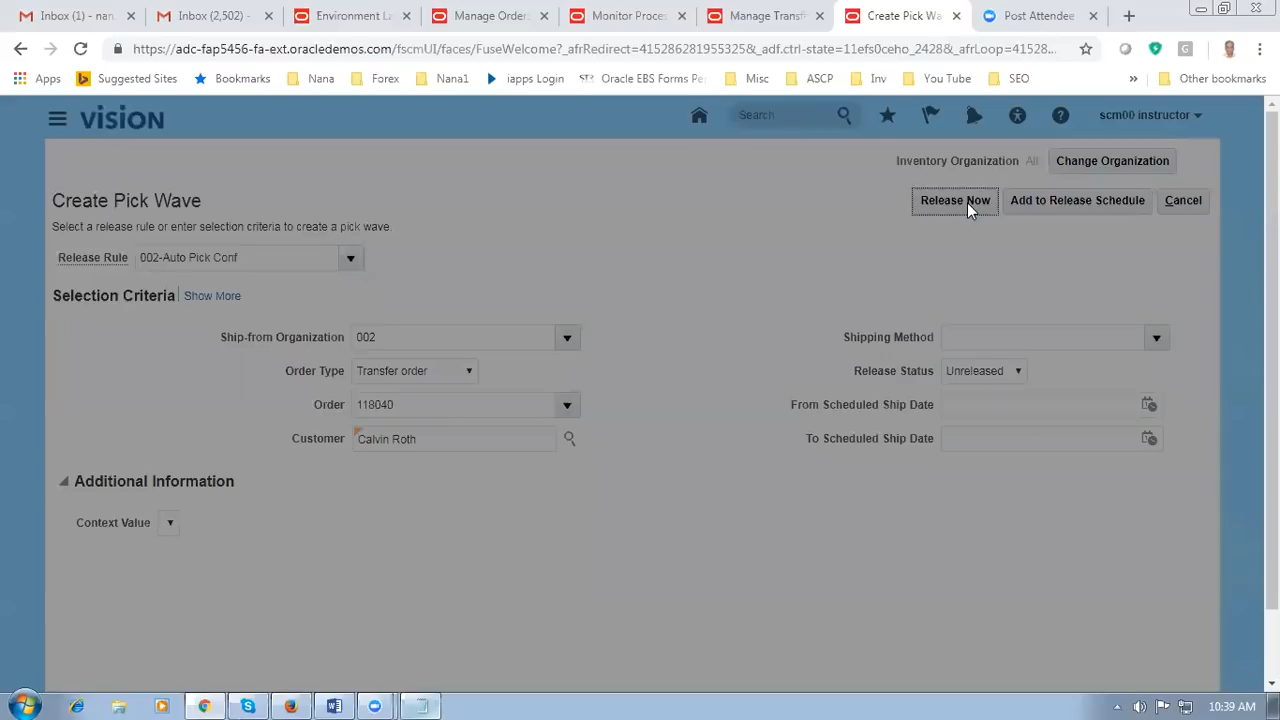 Inbox (1) - nan
Inbox (2,502) -
Environment La
Manage Order
Monitor Proce
Manage Transf
Create Pick Wa
Post Attendee
https://adc-fap5456-fa-ext.oracledemos.com/fscmUI/faces/FuseWelcome?_afrRedirect=415286281955325&_adf.ctrl-state=11efs0ceho_2428&_afrLoop=41528...
Apps
Suggested Sites
Bookmarks
Nana
Forex
Nana1
iapps Login
Oracle EBS Forms Pe
Misc
ASCP
Inv
You Tube
SEO
»
Other bookmarks
vision
Search
scm00 instructor
Inventory Organization All
Change Organization
Create Pick Wave
Release Now
Add to Release Schedule
Cancel
Select a release rule or enter selection criteria to create a pick wave.
Release Rule 002-Auto Pick Conf
Selection Criteria Show More
Ship-from Organization 002
Shipping Method
Order Type Transfer order
Release Status Unreleased
Order 118040
From Scheduled Ship Date
Customer Calvin Roth
To Scheduled Ship Date
Additional Information
Context Value
10:39 AM